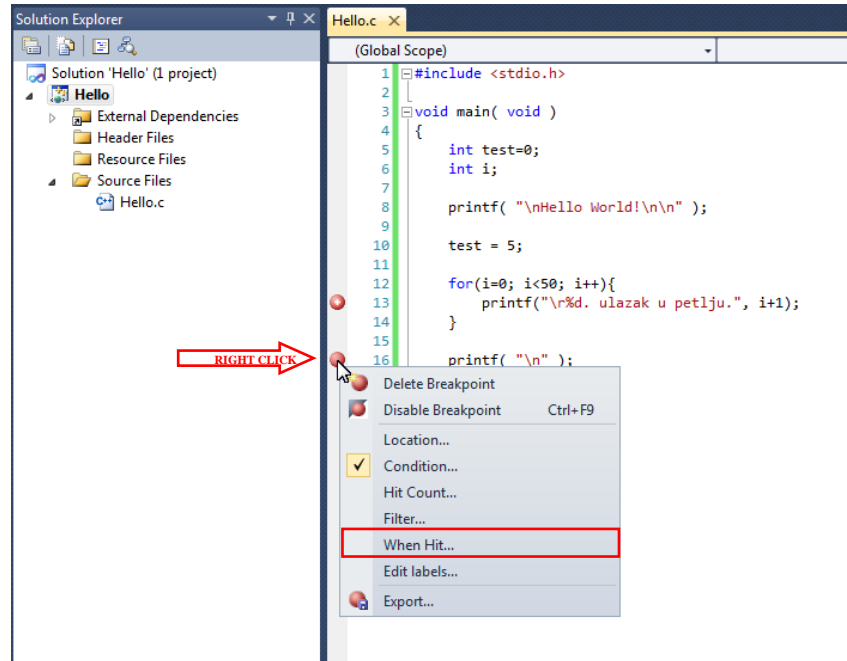 Solution Explorer
Solution 'Hello' (1 project)
Hello
External Dependencies
Header Files
Resource Files
Source Files
Hello.c
Hello.c
(Global Scope)
1 #include <stdio.h>
2
3 void main( void )
4 {
5 int test=0;
6 int i;
7
8 printf( "\nHello World!\n\n" );
9
10 test = 5;
11
12 for(i=0; i<50; i++){
13 printf("\r%d. ulazak u petlju.", i+1);
14 }
15
RIGHT CLICK
16 printf( "\n" );
Delete Breakpoint
Disable Breakpoint Ctrl+F9
Location...
Condition...
Hit Count...
Filter...
When Hit...
Edit labels...
Export...